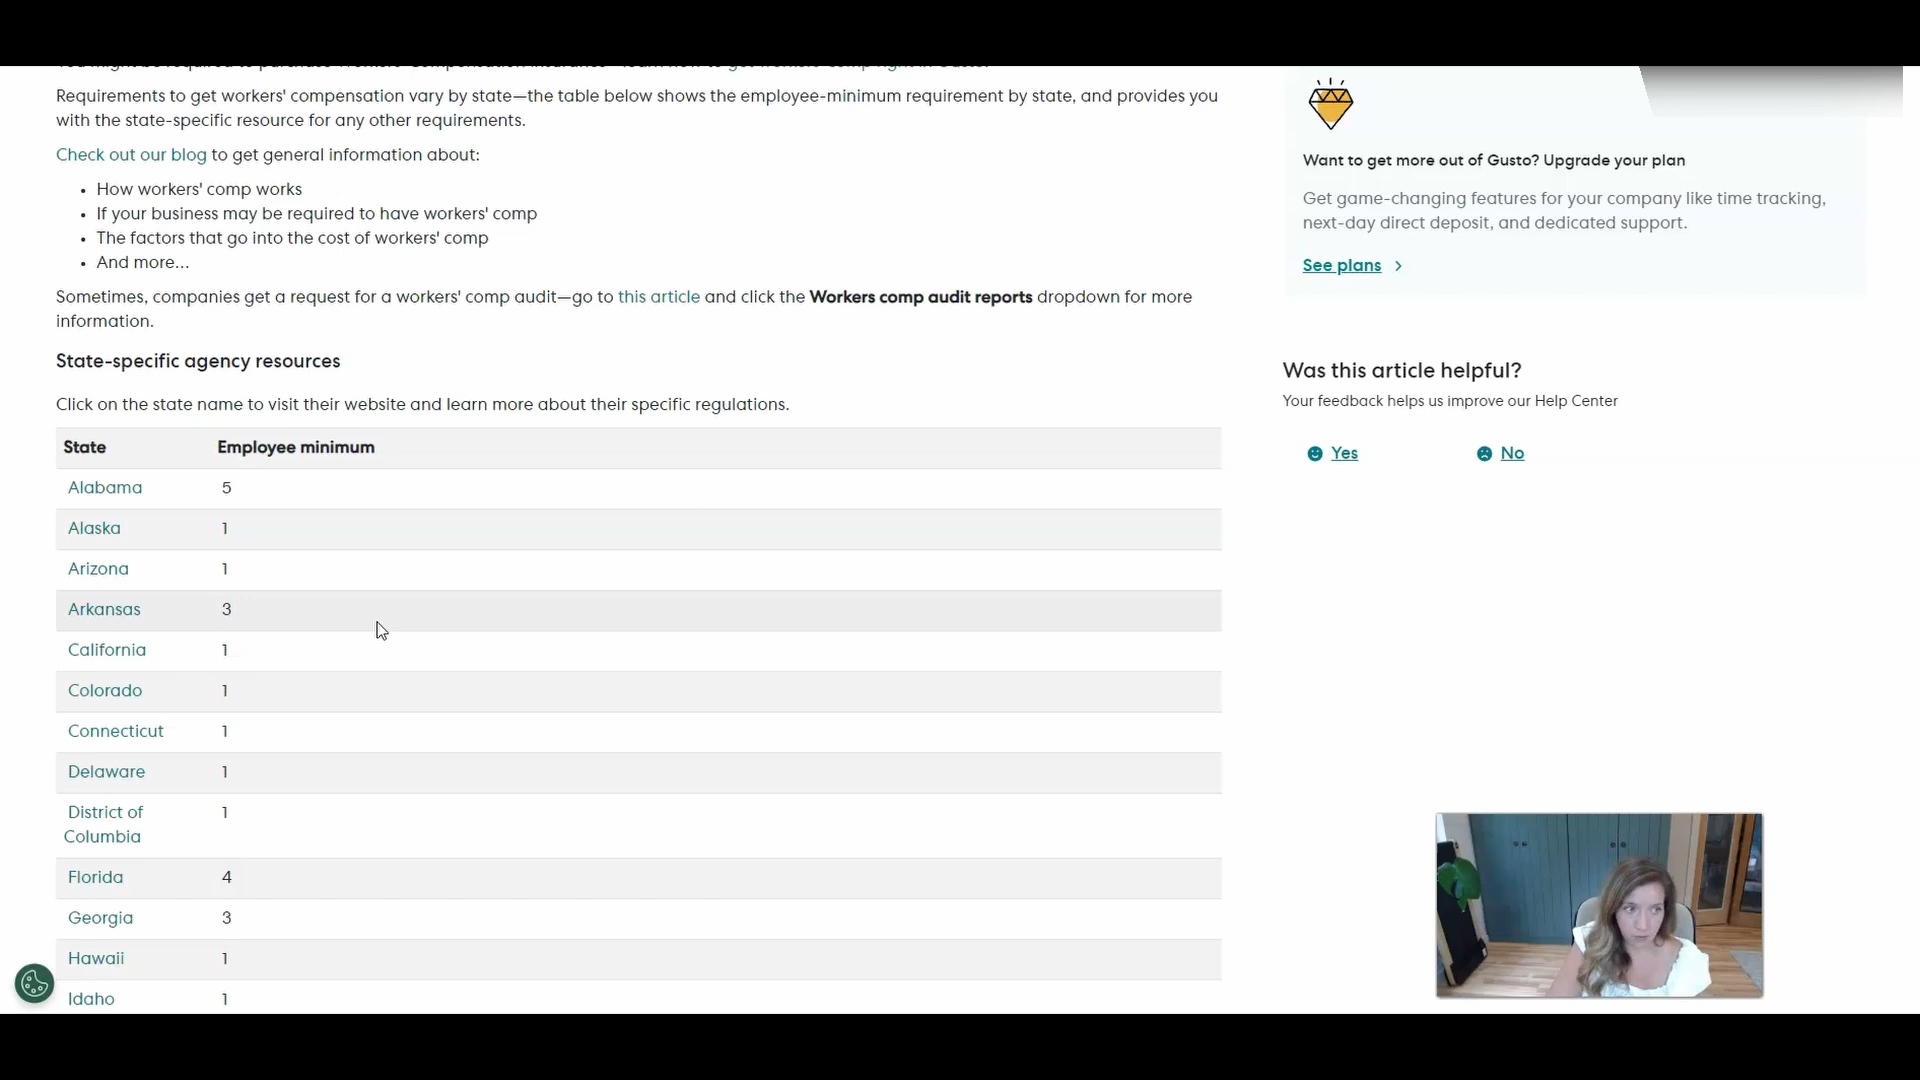 Requirements to get workers' compensation vary by state—the table below shows the employee-minimum requirement by state, and provides you
with the state-specific resource for any other requirements.
Check out our blog to get general information about:
• How workers' comp works
• If your business may be required to have workers' comp
• The factors that go into the cost of workers' comp
• And more...
Sometimes, companies get a request for a workers' comp audit—go to this article and click the Workers comp audit reports dropdown for more
information.
State-specific agency resources
Click on the state name to visit their website and learn more about their specific regulations.
State Employee minimum
Alabama 5
Alaska 1
Arizona 1
Arkansas 3
California 1
Colorado 1
Connecticut 1
Delaware 1
District of 1
Columbia
Florida 4
Georgia 3
Hawaii 1
Idaho 1
Want to get more out of Gusto? Upgrade your plan
Get game-changing features for your company like time tracking,
next-day direct deposit, and dedicated support.
See plans
Was this article helpful?
Your feedback helps us improve our Help Center
Yes
No